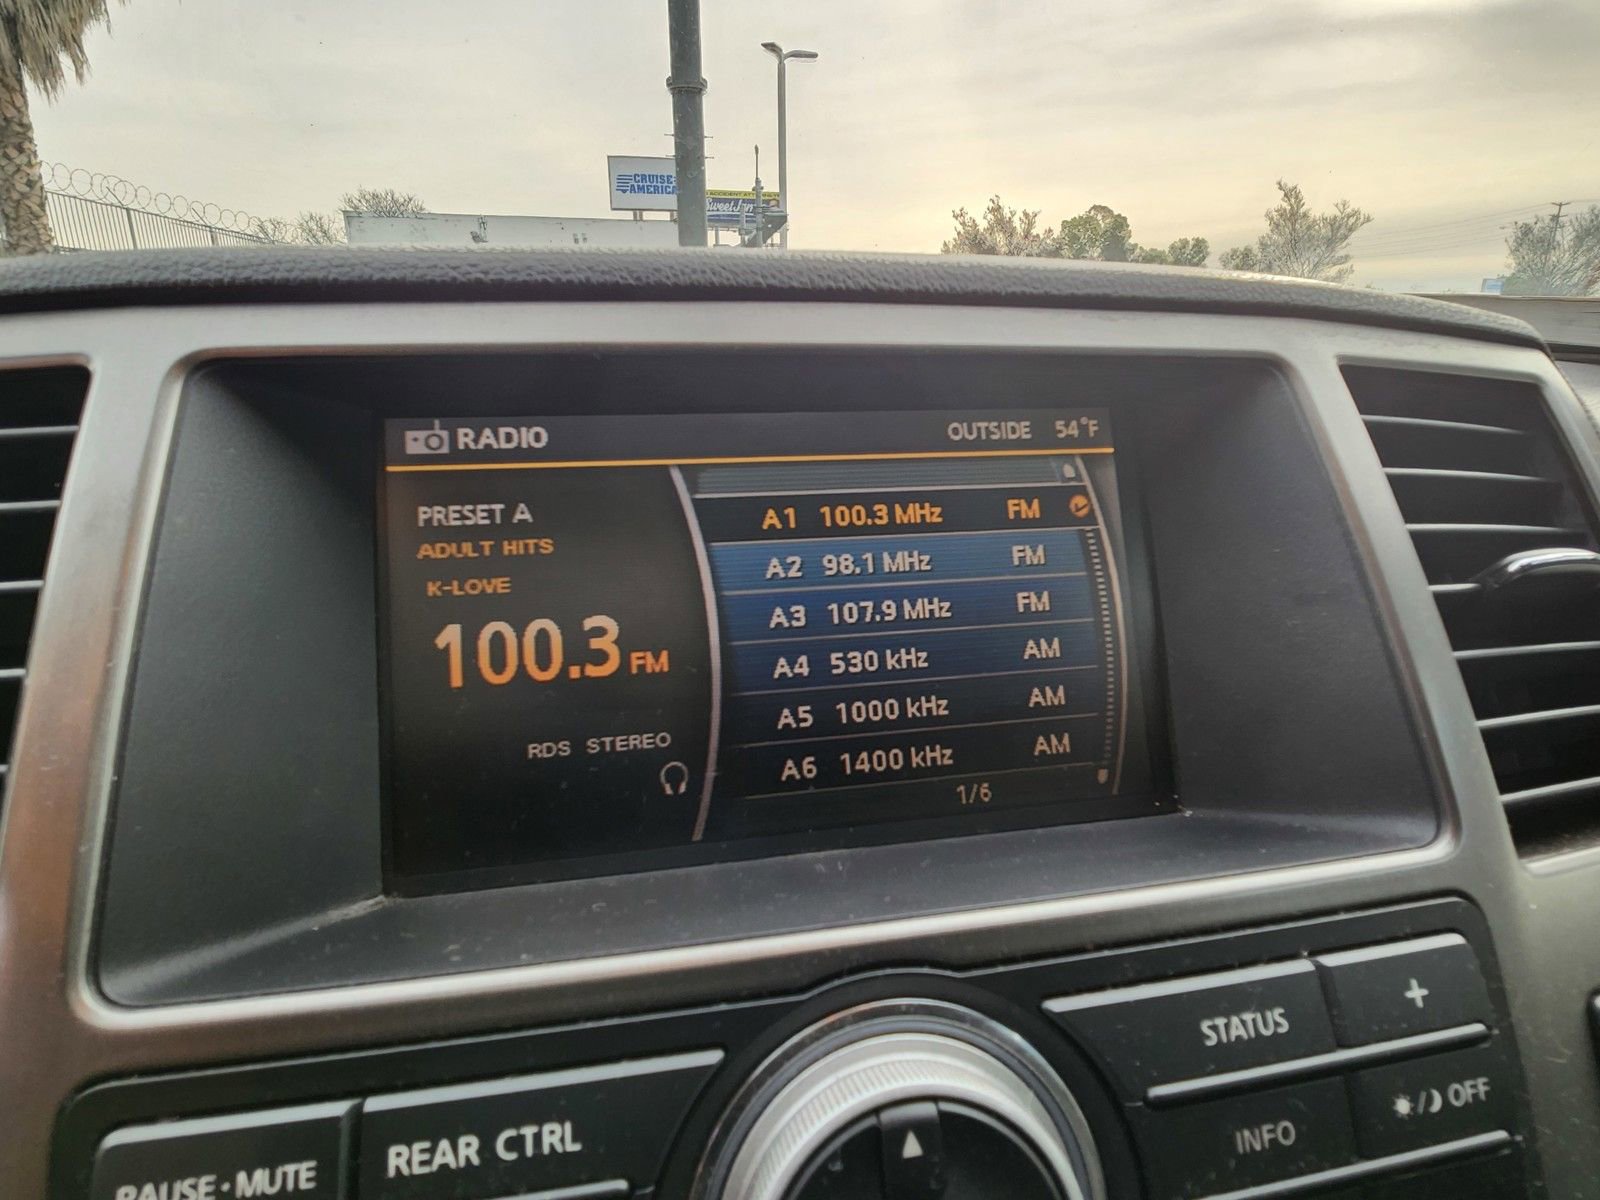 CRUISE
AMERICA
ACCIDENT
SweetJam
RADIO
OUTSIDE 54°F
PRESET A
ADULT HITS
K-LOVE
100.3 FM
RDS STEREO
A1 100.3 MHz FM
A2 98.1 MHz FM
A3 107.9 MHz FM
A4 530 kHz AM
A5 1000 kHz AM
A6 1400 kHz AM
1/6
PAUSE·MUTE
REAR CTRL
STATUS
+
INFO
OFF